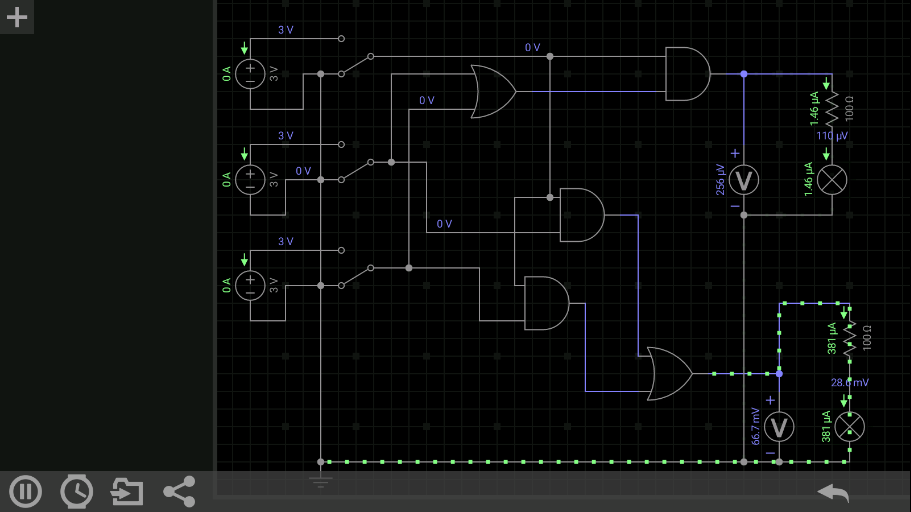 3 V
0 V
0 A
3 V
0 V
1.46 µA
100 Ω
3 V
110 µV
0 V
0 A
3 V
256 µV
+
V
−
1.46 µA
0 V
3 V
0 A
3 V
381 µA
100 Ω
28.6 mV
66.7 mV
+
V
−
381 µA